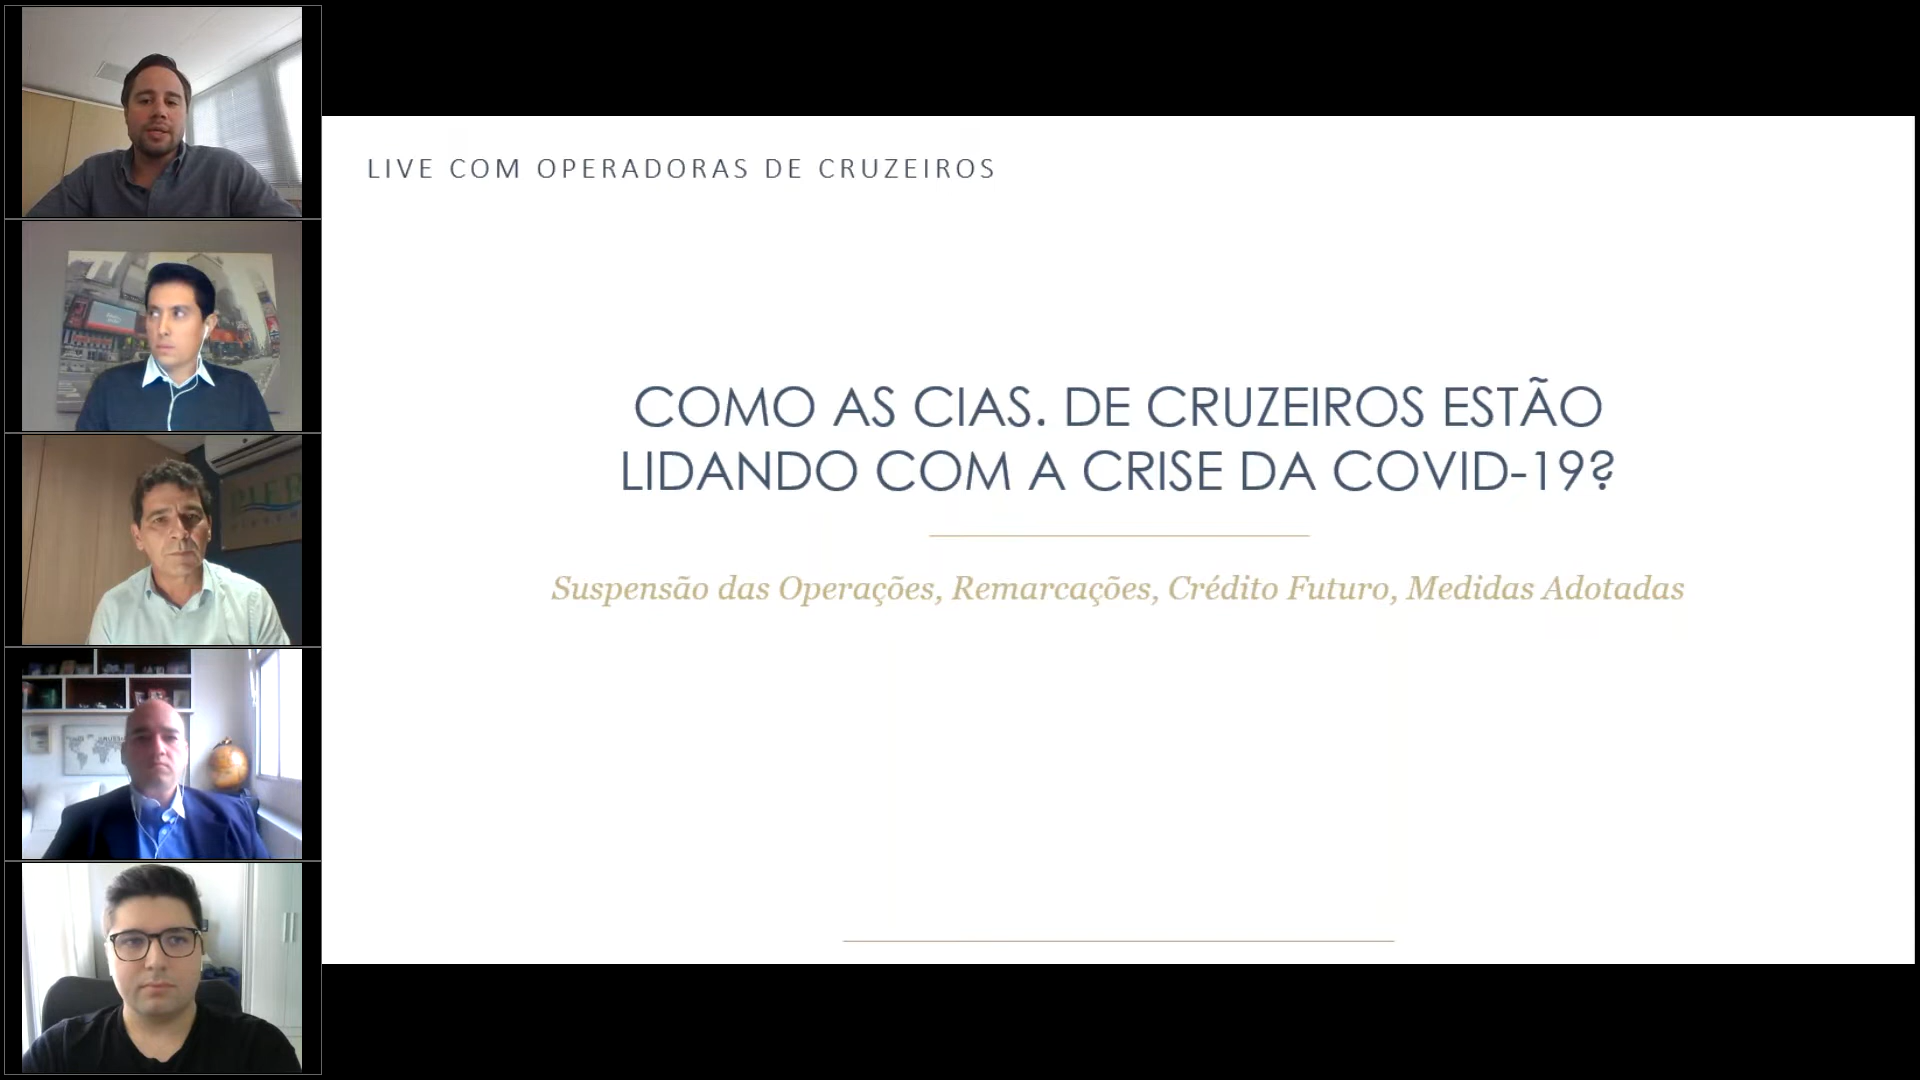 LIVE COM OPERADORAS DE CRUZEIROS
COMO AS CIAS. DE CRUZEIROS ESTÃO
LIDANDO COM A CRISE DA COVID-19?
Suspensão das Operações, Remarcações, Crédito Futuro, Medidas Adotadas